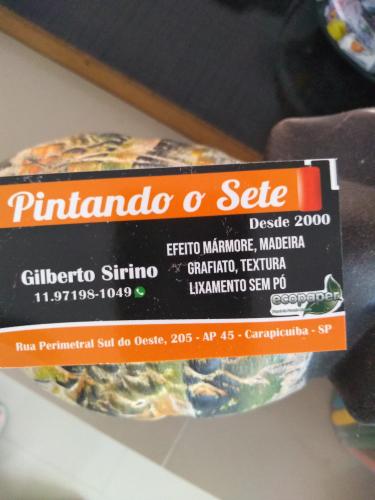 Pintando o Sete
Desde 2000
EFEITO MÁRMORE, MADEIRA
GRAFIATO, TEXTURA
LIXAMENTO SEM PÓ
Gilberto Sirino
11.97198-1049
ecopaper
Rua Perimetral Sul do Oeste, 205 - AP 45 - Carapicuíba - SP